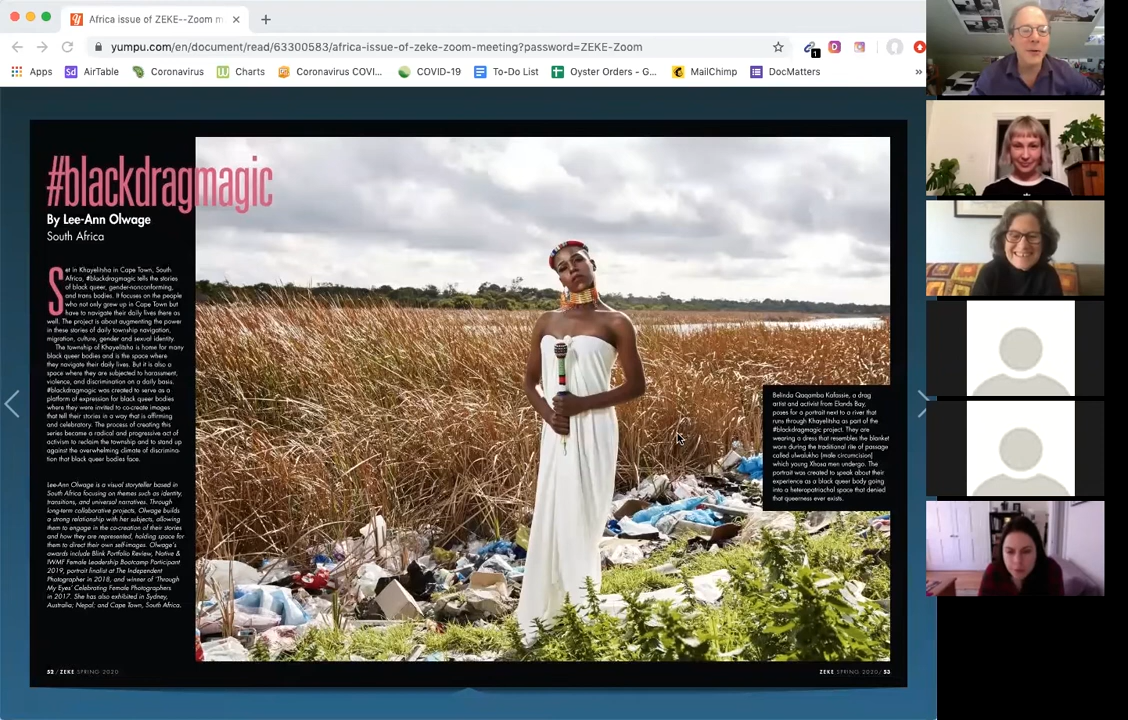 Africa issue of ZEKE--Zoom m
yumpu.com/en/document/read/63300583/africa-issue-of-zeke-zoom-meeting?password=ZEKE-Zoom
1
D
Apps
Sd AirTable
Coronavirus
Charts
Coronavirus COVI...
COVID-19
To-Do List
Oyster Orders - G...
MailChimp
DocMatters
»
#blackdragmagic
By Lee-Ann Olwage
South Africa
Set in Khayelitsha in Cape Town, South
Africa, #blackdragmagic tells the stories
of black queer, gender-nonconforming,
and trans bodies. It focuses on the people
who not only grew up in Cape Town but
have to navigate their daily lives there as
well. The project is about augmenting the power
in these stories of daily township navigation,
migration, culture, gender and sexual identity.
The township of Khayelitsha is home for many
black queer bodies and is the space where
they navigate their daily lives. But it is also a
space where they are subjected to harassment,
violence, and discrimination on a daily basis.
#blackdragmagic was created to serve as a
platform of expression for black queer bodies
where they were invited to co-create images
that tell their stories in a way that is affirming
and celebratory. The process of creating this
series became a radical and progressive act of
activism to reclaim the township and to stand up
against the overwhelming climate of discrimina-
tion that black queer bodies face.
Lee-Ann Olwage is a visual storyteller based in
South Africa focusing on themes such as identity,
transitions, and universal narratives. Through
long-term collaborative projects, Olwage builds
a strong relationship with her subjects, allowing
them to engage in the co-creation of their stories
and how they are represented, holding space for
them to direct their own self-images. Olwage's
awards include Blink Portfolio Review, Native &
IWMF Female Leadership Bootcamp Participant
2019, portrait finalist at The Independent
Photographer in 2018, and winner of 'Through
My Eyes' Celebrating Female Photographers
in 2017. She has also exhibited in Sydney,
Australia; Nepal; and Cape Town, South Africa.
Belinda Qaqamba Kafassie, a drag
artist and activist from Elands Bay,
poses for a portrait next to a river that
runs through Khayelitsha as part of the
#blackdragmagic project. They are
wearing a dress that resembles the blanket
worn during the traditional rite of passage
called ulwaluko (male circumcision)
which young Xhosa men undergo. The
portrait was created to speak about their
experience as a black queer body going
into a heteropatriachal space that denied
that queerness ever exists.
52 / ZEKE SPRING 2020
ZEKE SPRING 2020/ 53